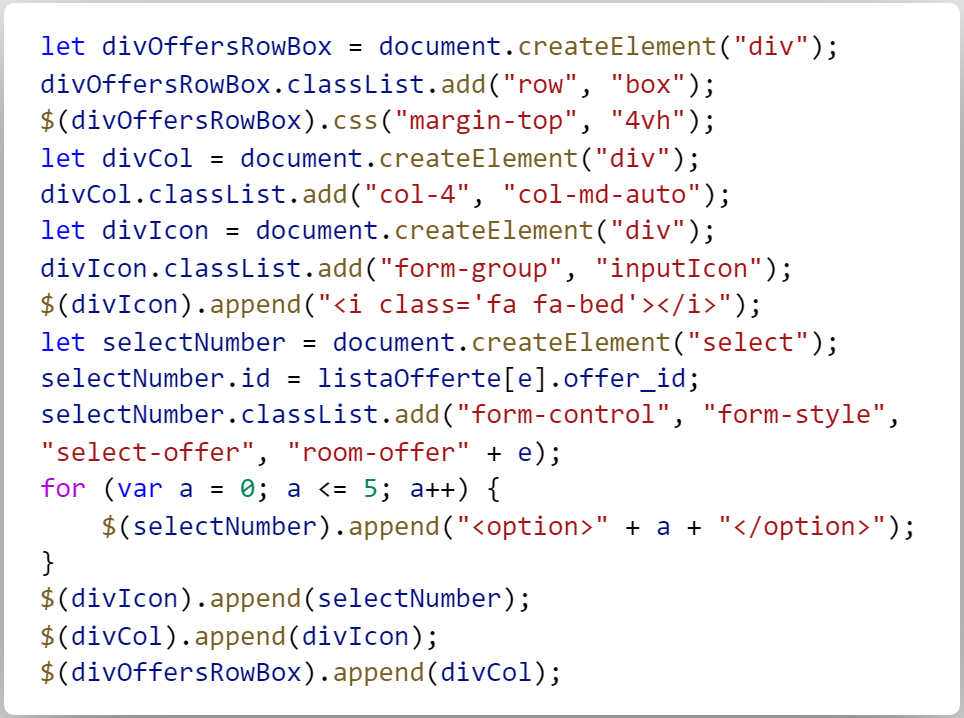 let divOffersRowBox = document.createElement("div");
divOffersRowBox.classList.add("row", "box");
$(divOffersRowBox).css("margin-top", "4vh");
let divCol = document.createElement("div");
divCol.classList.add("col-4", "col-md-auto");
let divIcon = document.createElement("div");
divIcon.classList.add("form-group", "inputIcon");
$(divIcon).append("<i class='fa fa-bed'></i>");
let selectNumber = document.createElement("select");
selectNumber.id = listaOfferte[e].offer_id;
selectNumber.classList.add("form-control", "form-style",
"select-offer", "room-offer" + e);
for (var a = 0; a <= 5; a++) {
    $(selectNumber).append("<option>" + a + "</option>");
}
$(divIcon).append(selectNumber);
$(divCol).append(divIcon);
$(divOffersRowBox).append(divCol);